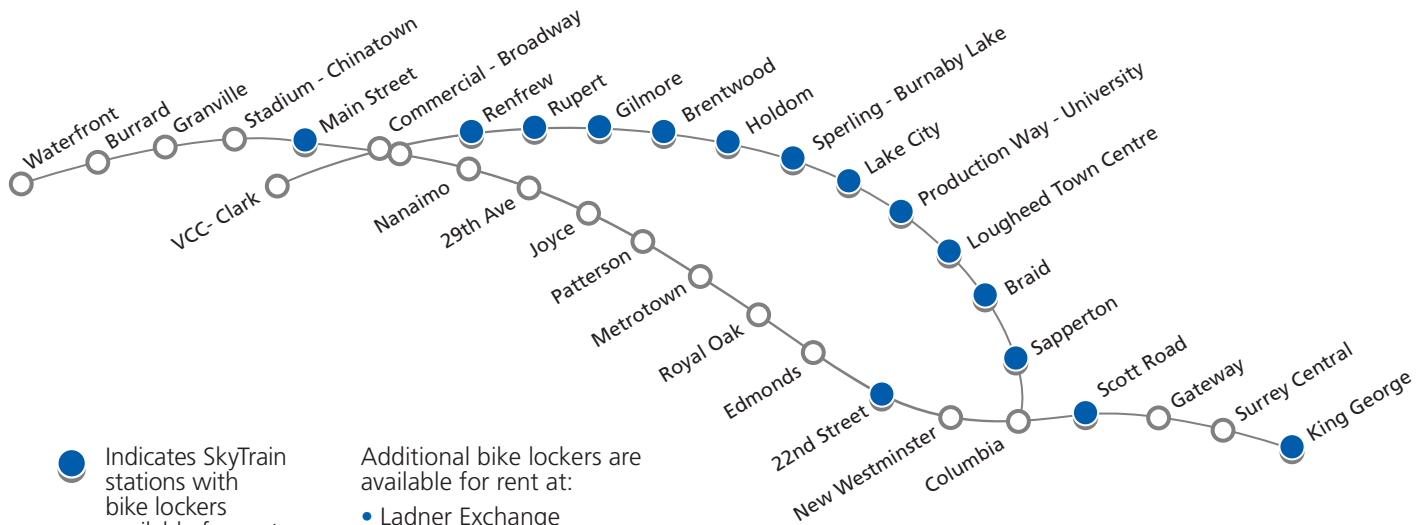 Waterfront
Burrard
Granville
Stadium - Chinatown
Main Street
Commercial - Broadway
Renfrew
Rupert
Gilmore
Brentwood
Holdom
Sperling - Burnaby Lake
Lake City
Production Way - University
Lougheed Town Centre
Braid
Sapperton
VCC- Clark
Nanaimo
29th Ave
Joyce
Patterson
Metrotown
Royal Oak
Edmonds
22nd Street
New Westminster
Columbia
Scott Road
Gateway
Surrey Central
King George
Indicates SkyTrain
stations with
bike lockers
Additional bike lockers are
available for rent at:
• Ladner Exchange